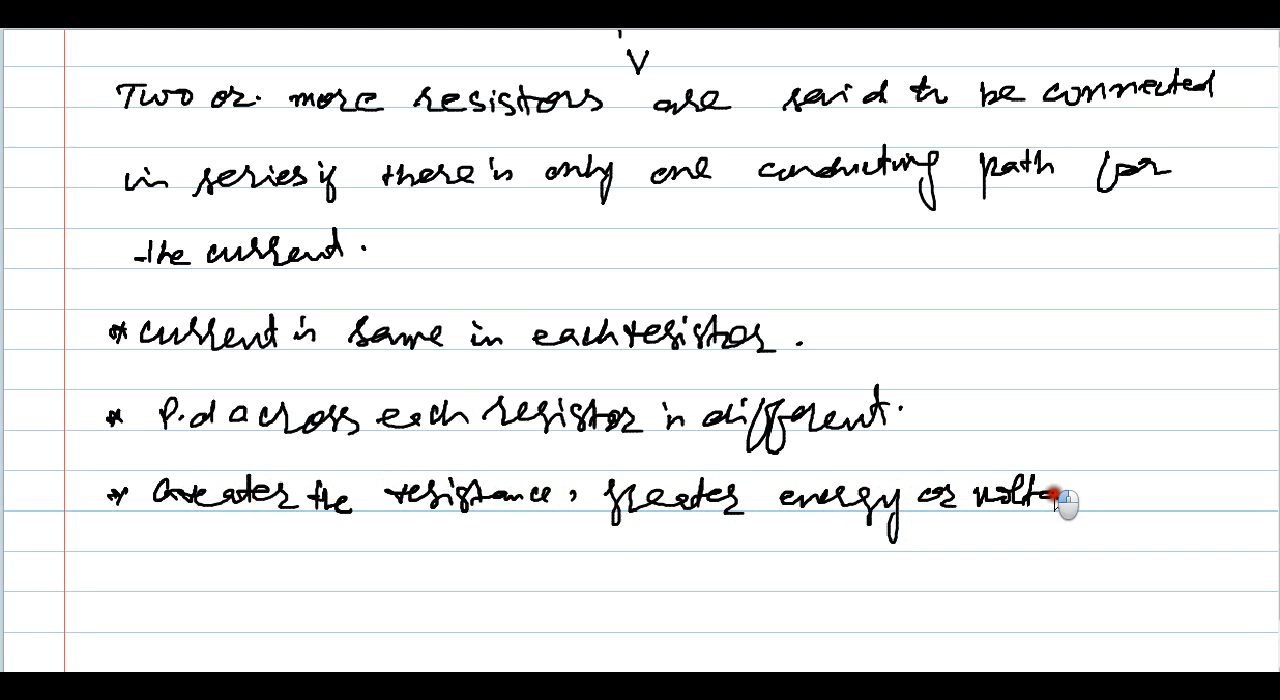 V
Two or more resistors are said to be connected
in series if there is only one conducting path for
the current.
* current is same in each resistor.
* P.d across each resistor is different.
* Greater the resistance, greater energy or volta